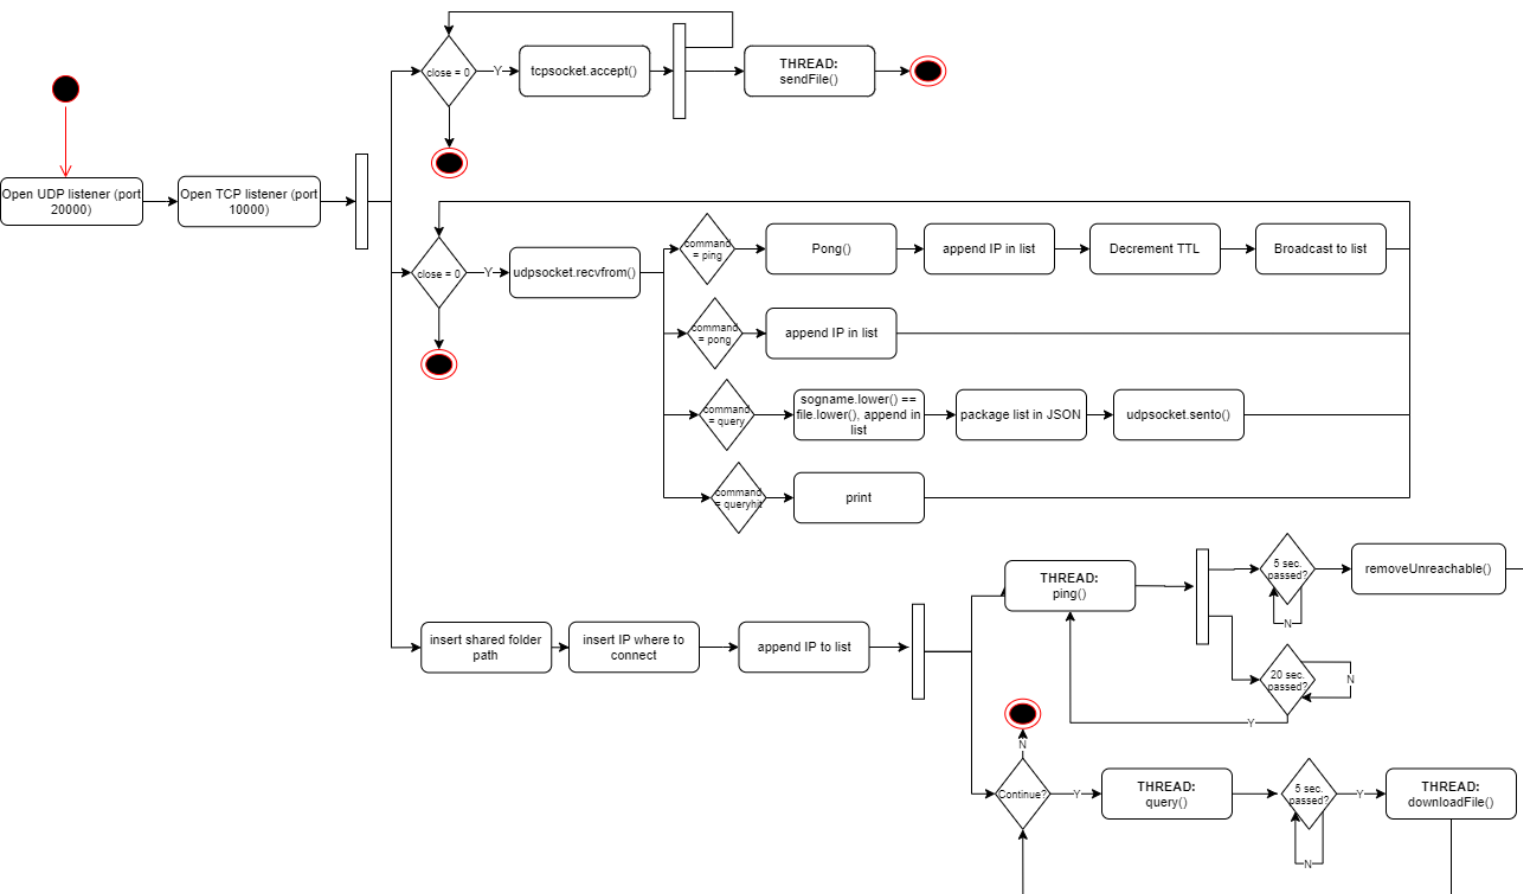 close = 0
Y
tcpsocket.accept()
THREAD:
sendFile()
Open UDP listener (port
20000)
Open TCP listener (port
10000)
close = 0
Y
udpsocket.recvfrom()
command
= ping
Pong()
append IP in list
Decrement TTL
Broadcast to list
command
= pong
append IP in list
command
= query
sogname.lower() ==
file.lower(), append in
list
package list in JSON
udpsocket.sento()
command
= queryhit
print
insert shared folder
path
insert IP where to
connect
append IP to list
THREAD:
ping()
5 sec.
passed?
N
removeUnreachable()
20 sec.
passed?
N
Y
N
Continue?
Y
THREAD:
query()
5 sec.
passed?
N
Y
THREAD:
downloadFile()